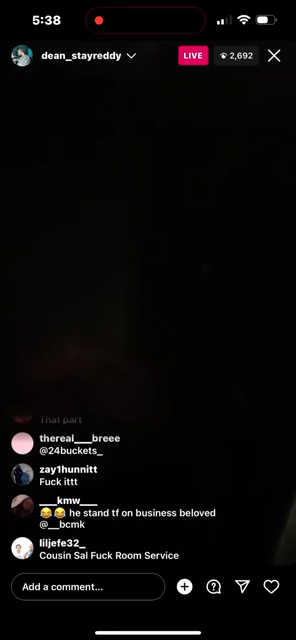 5:38
dean_stayreddy
LIVE
2,692
That part
thereal___breee
@24buckets_
zay1hunnitt
Fuck ittt
____kmw____
😂😂 he stand tf on business beloved
@__bcmk
liljefe32_
Cousin Sal Fuck Room Service
Add a comment...